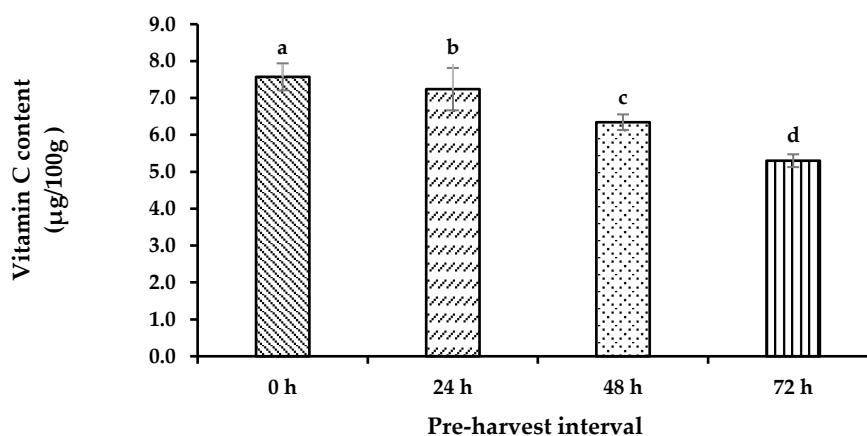 Vitamin C content
(µg/100g )
9.0
8.0
7.0
6.0
5.0
4.0
3.0
2.0
1.0
0.0
a
b
c
d
0 h 24 h 48 h 72 h
Pre-harvest interval